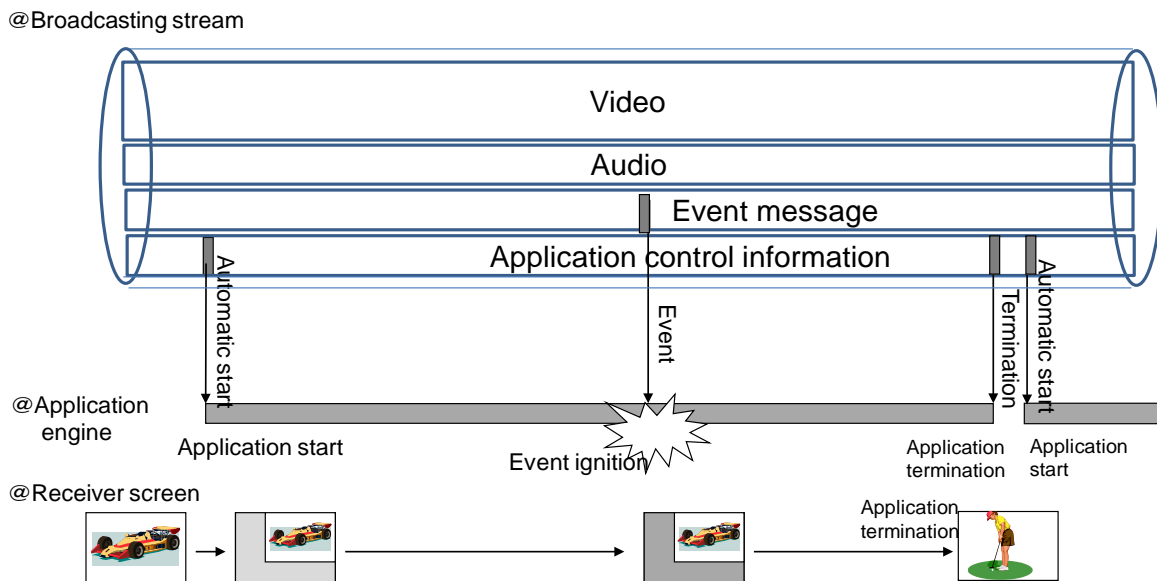 @Broadcasting stream
Video
Audio
Event message
Application control information
Automatic start
Event
Termination
Automatic start
@Application
engine
Application start
Event ignition
Application
termination
Application
start
@Receiver screen
Application
termination